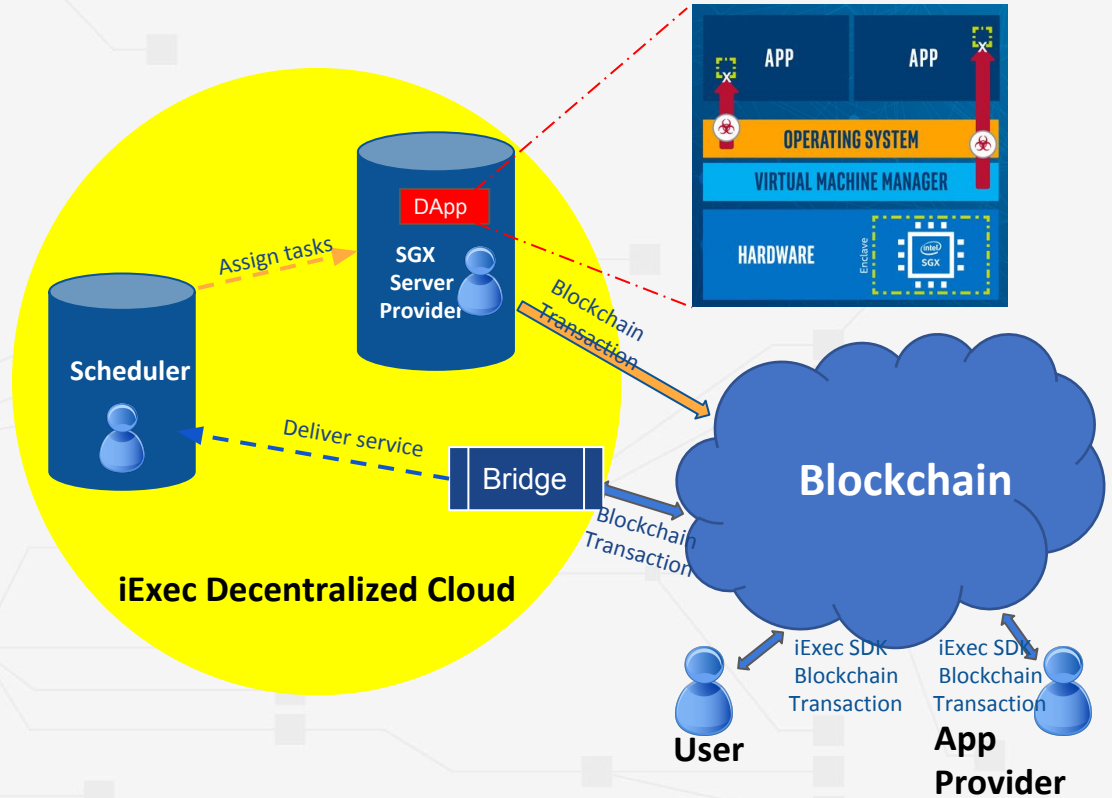 APP
APP
X
X
OPERATING SYSTEM
VIRTUAL MACHINE MANAGER
HARDWARE
Enclave
(intel)
SGX
DApp
SGX
Server
Provider
Assign tasks
Scheduler
Blockchain
Transaction
Deliver service
Bridge
Blockchain
Transaction
Blockchain
iExec Decentralized Cloud
iExec SDK
Blockchain
Transaction
iExec SDK
Blockchain
Transaction
User
App
Provider